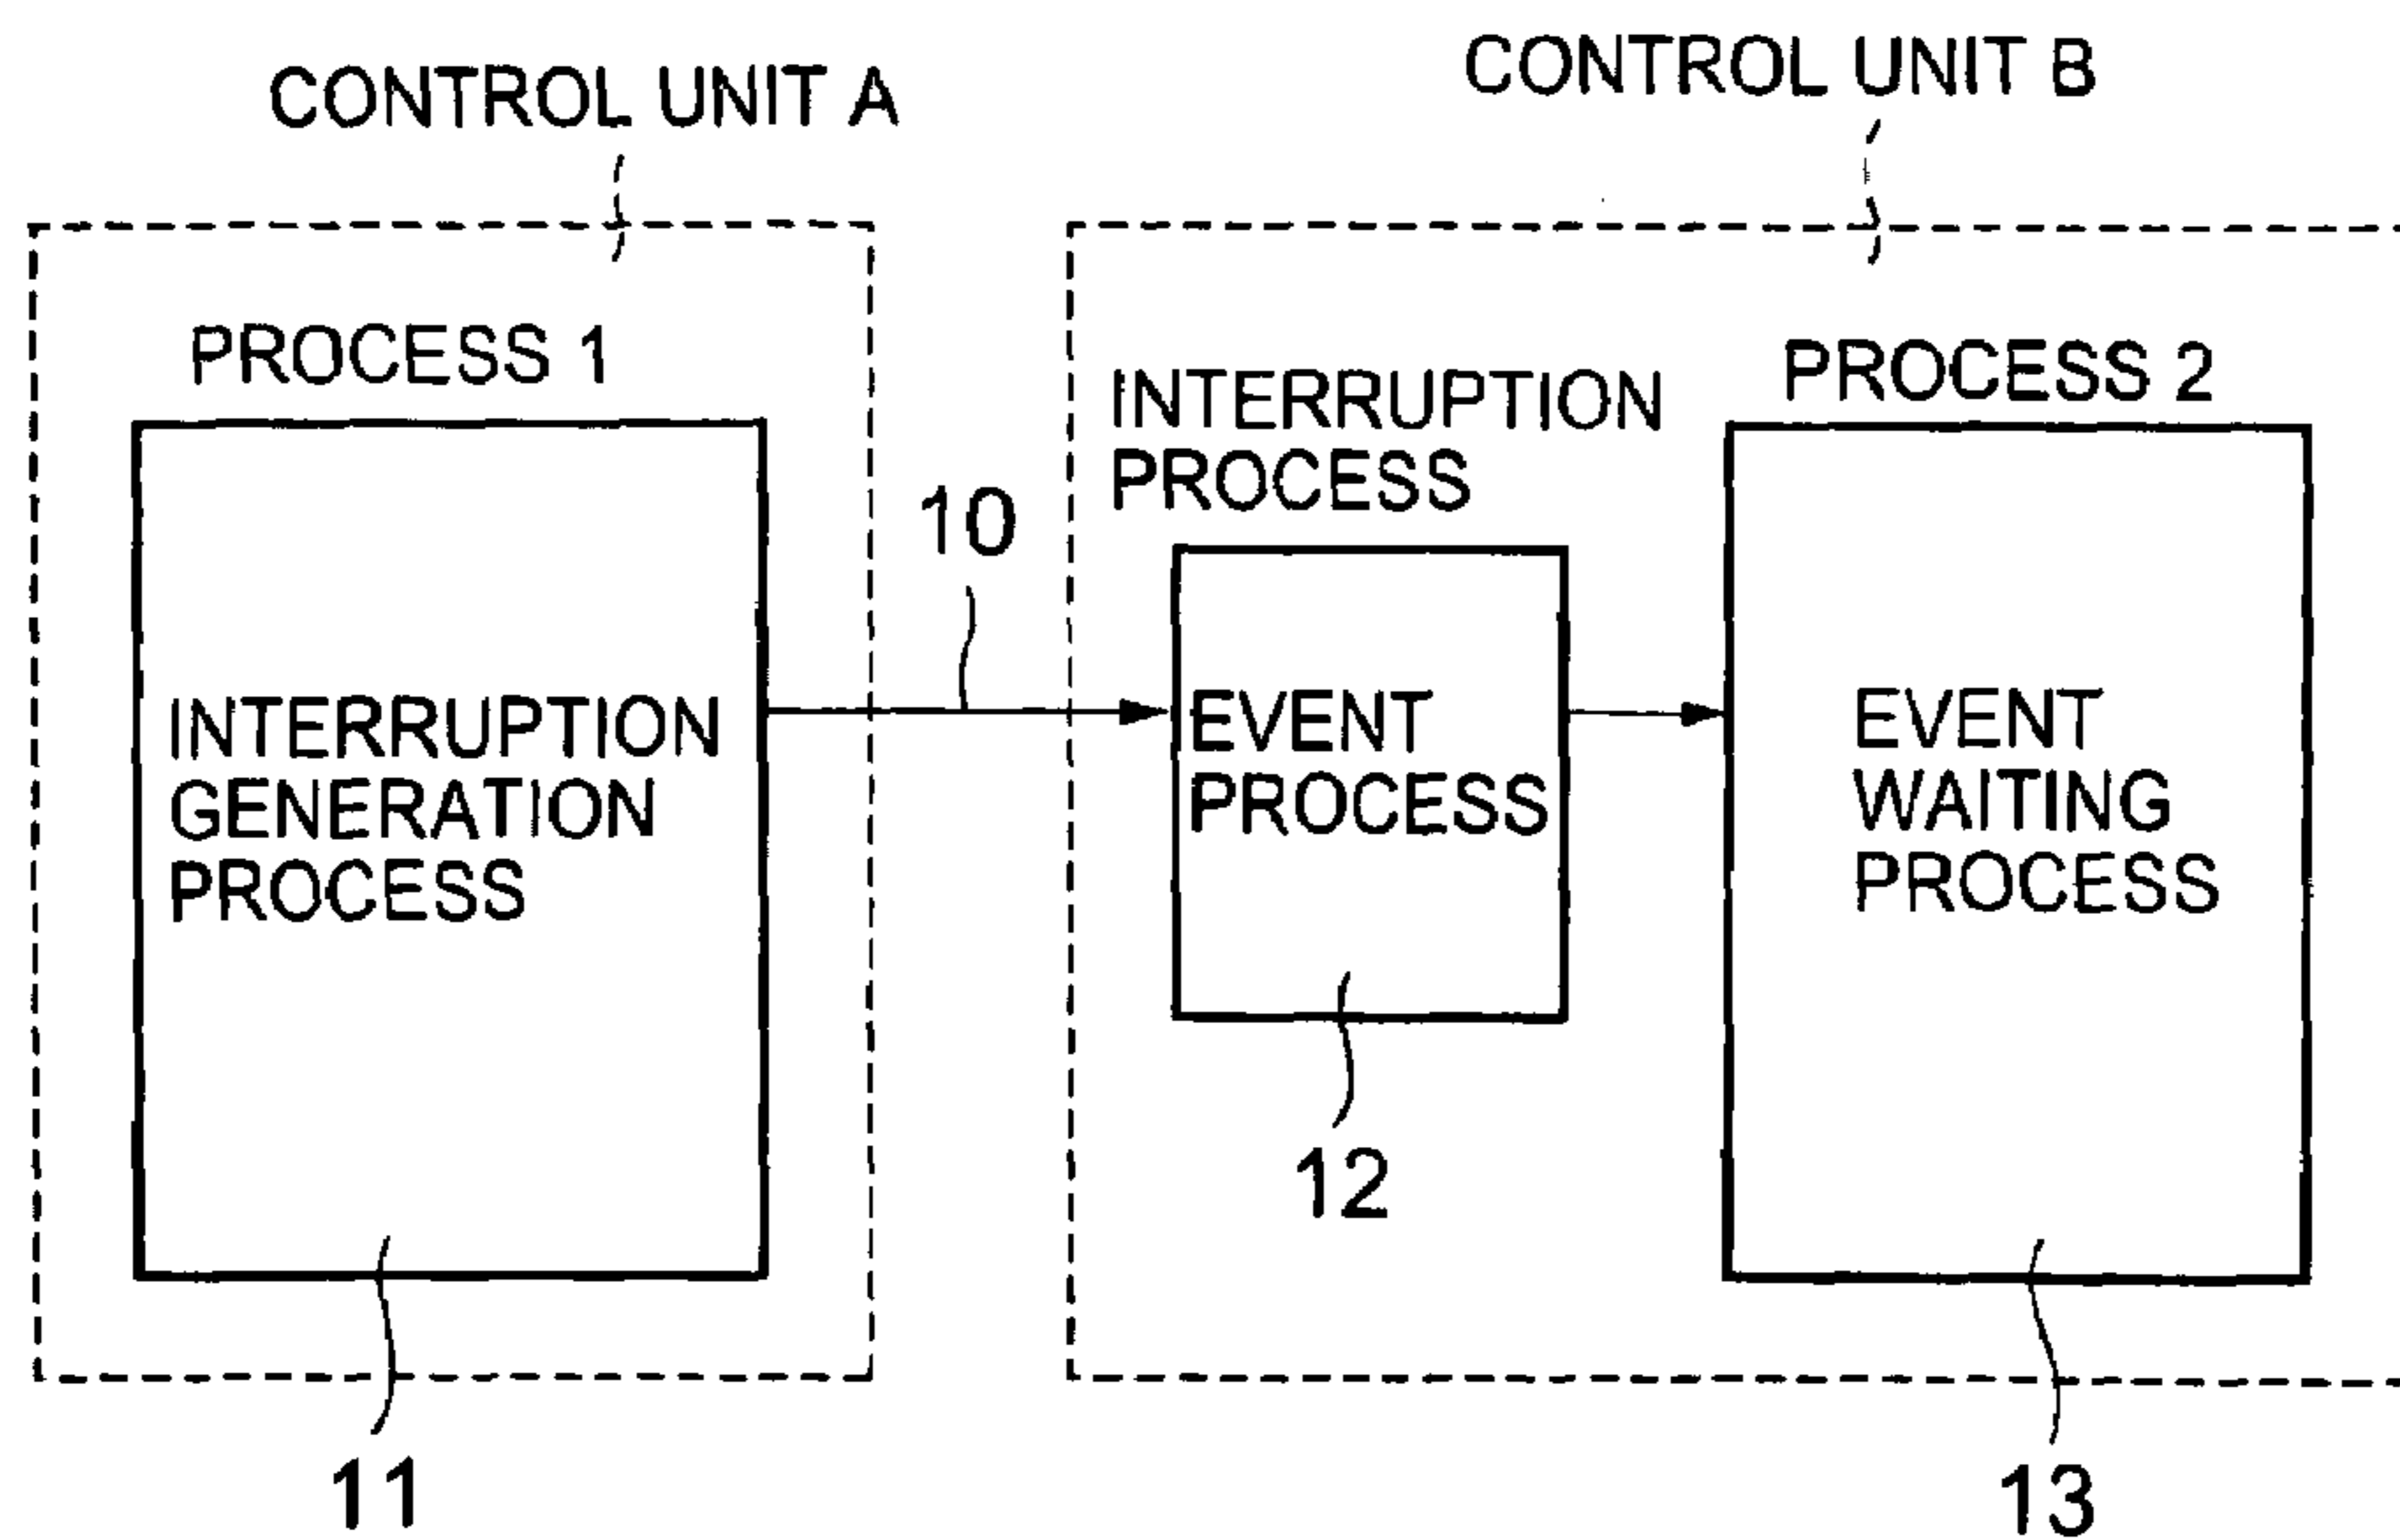 CONTROL UNIT A
CONTROL UNIT B
PROCESS 1
INTERRUPTION
GENERATION
PROCESS
11
10
INTERRUPTION
PROCESS
EVENT
PROCESS
12
PROCESS 2
EVENT
WAITING
PROCESS
13